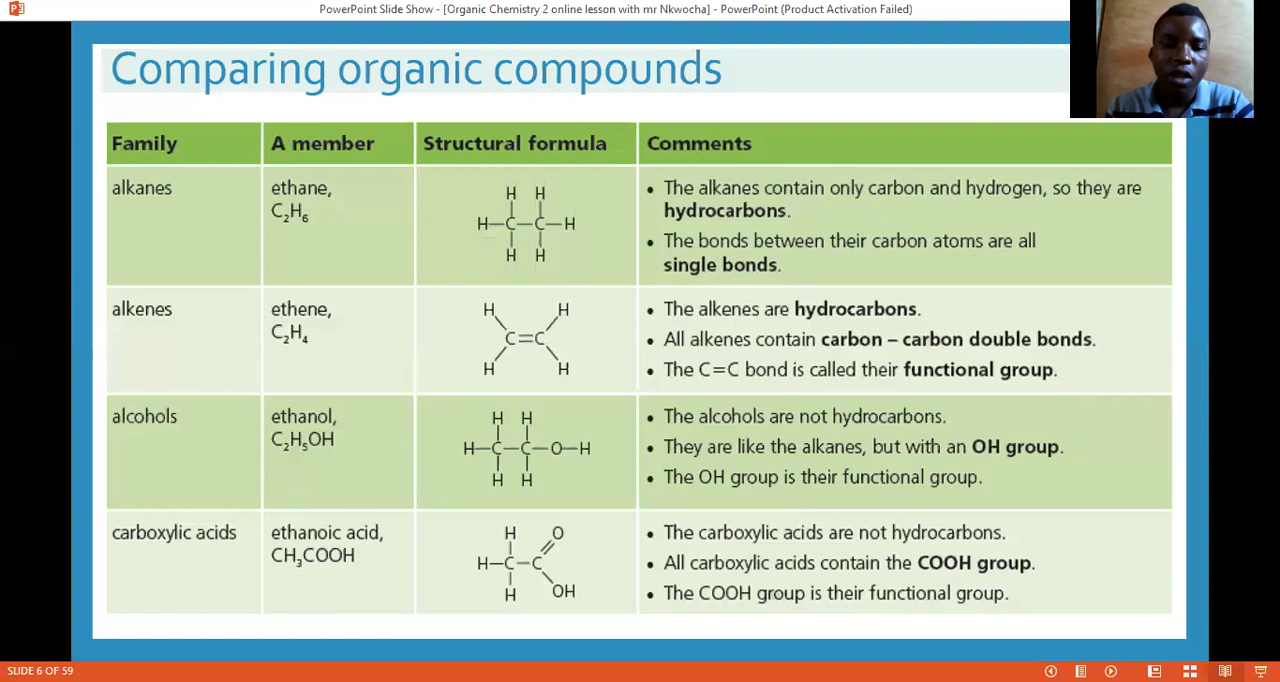 PowerPoint Slide Show - [Organic Chemistry 2 online lesson with mr Nkwocha] - PowerPoint (Product Activation Failed)
Comparing organic compounds
Family A member Structural formula Comments
alkanes
ethane,
C₂H₆
H H
H–C–C–H
H H
• The alkanes contain only carbon and hydrogen, so they are
hydrocarbons.
• The bonds between their carbon atoms are all
single bonds.
alkenes
ethene,
C₂H₄
H H
C=C
H H
• The alkenes are hydrocarbons.
• All alkenes contain carbon – carbon double bonds.
• The C=C bond is called their functional group.
alcohols
ethanol,
C₂H₅OH
H H
H–C–C–O–H
H H
• The alcohols are not hydrocarbons.
• They are like the alkanes, but with an OH group.
• The OH group is their functional group.
carboxylic acids
ethanoic acid,
CH₃COOH
H O
H–C–C
H OH
• The carboxylic acids are not hydrocarbons.
• All carboxylic acids contain the COOH group.
• The COOH group is their functional group.
SLIDE 6 OF 59